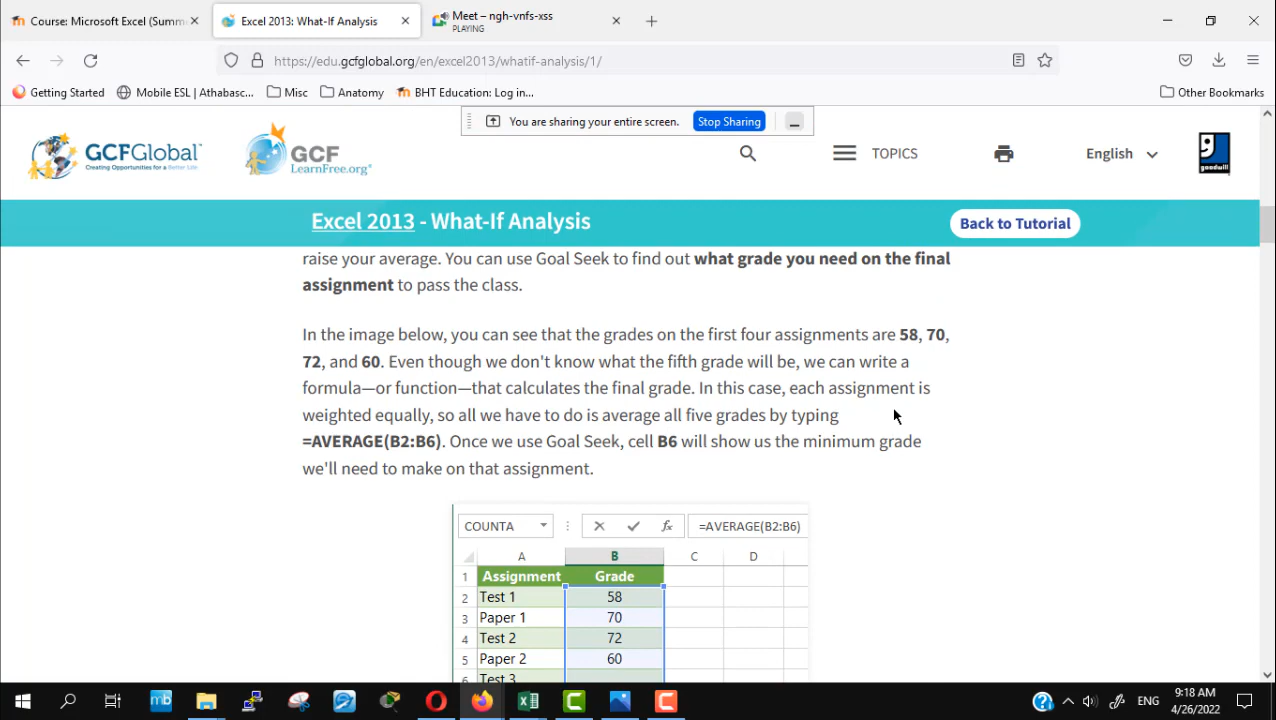 Course: Microsoft Excel (Summ
Excel 2013: What-If Analysis
Meet – ngh-vnfs-xss
PLAYING
https://edu.gcfglobal.org/en/excel2013/whatif-analysis/1/
Getting Started
Mobile ESL | Athabasc...
Misc
Anatomy
BHT Education: Log in...
Other Bookmarks
You are sharing your entire screen.
Stop Sharing
GCFGlobal
Creating Opportunities for a Better Life
GCF
LearnFree.org®
TOPICS
English
goodwill
Excel 2013 - What-If Analysis
Back to Tutorial
raise your average. You can use Goal Seek to find out what grade you need on the final
assignment to pass the class.
In the image below, you can see that the grades on the first four assignments are 58, 70,
72, and 60. Even though we don't know what the fifth grade will be, we can write a
formula—or function—that calculates the final grade. In this case, each assignment is
weighted equally, so all we have to do is average all five grades by typing
=AVERAGE(B2:B6). Once we use Goal Seek, cell B6 will show us the minimum grade
we'll need to make on that assignment.
COUNTA
fx
=AVERAGE(B2:B6)
A B C D
1 Assignment Grade
2 Test 1 58
3 Paper 1 70
4 Test 2 72
5 Paper 2 60
6 Test 3
mb
ENG
9:18 AM
4/26/2022